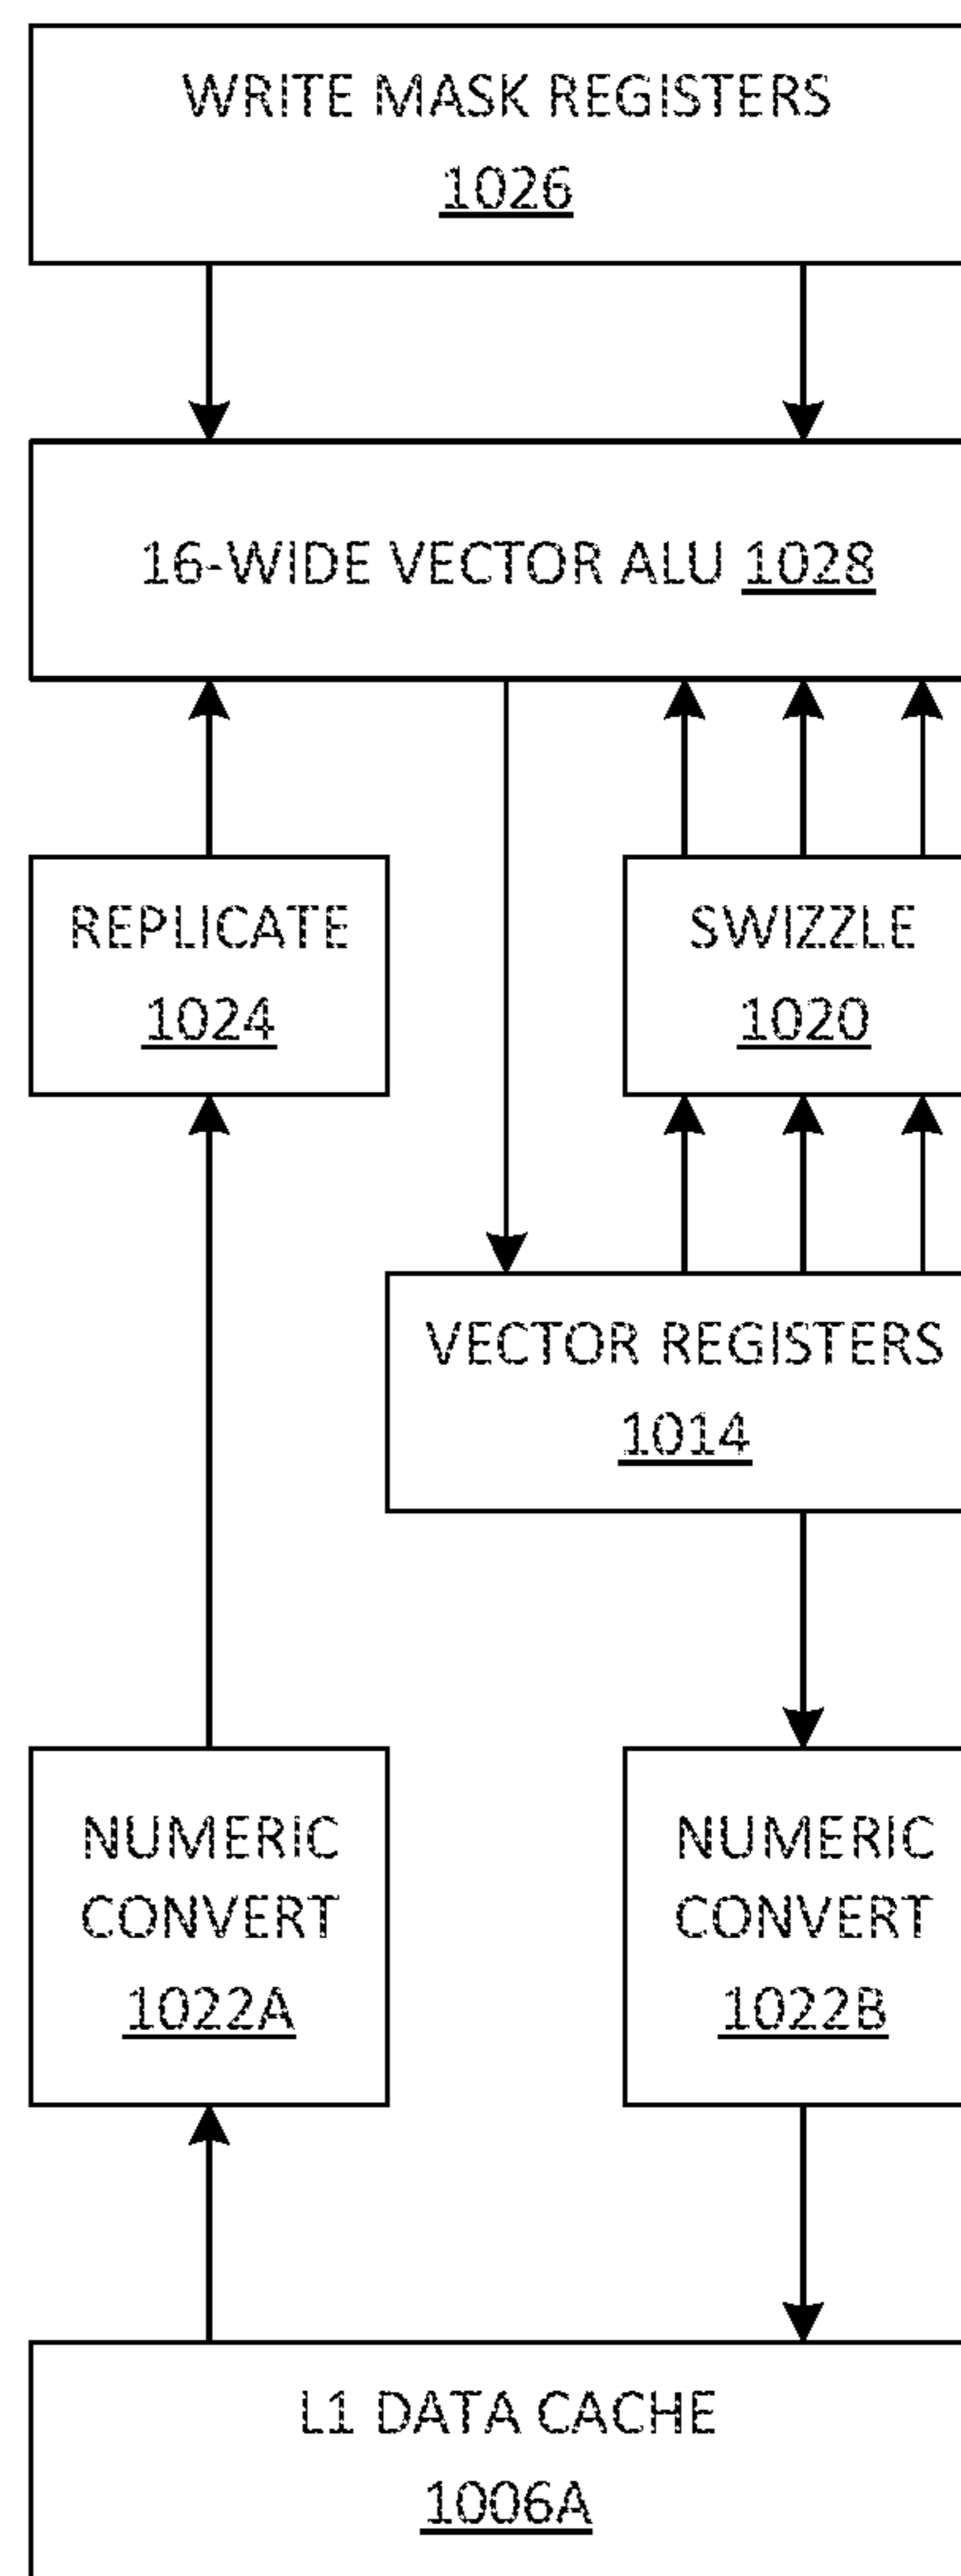 WRITE MASK REGISTERS
1026
16-WIDE VECTOR ALU 1028
REPLICATE
1024
SWIZZLE
1020
VECTOR REGISTERS
1014
NUMERIC
CONVERT
1022A
NUMERIC
CONVERT
1022B
L1 DATA CACHE
1006A